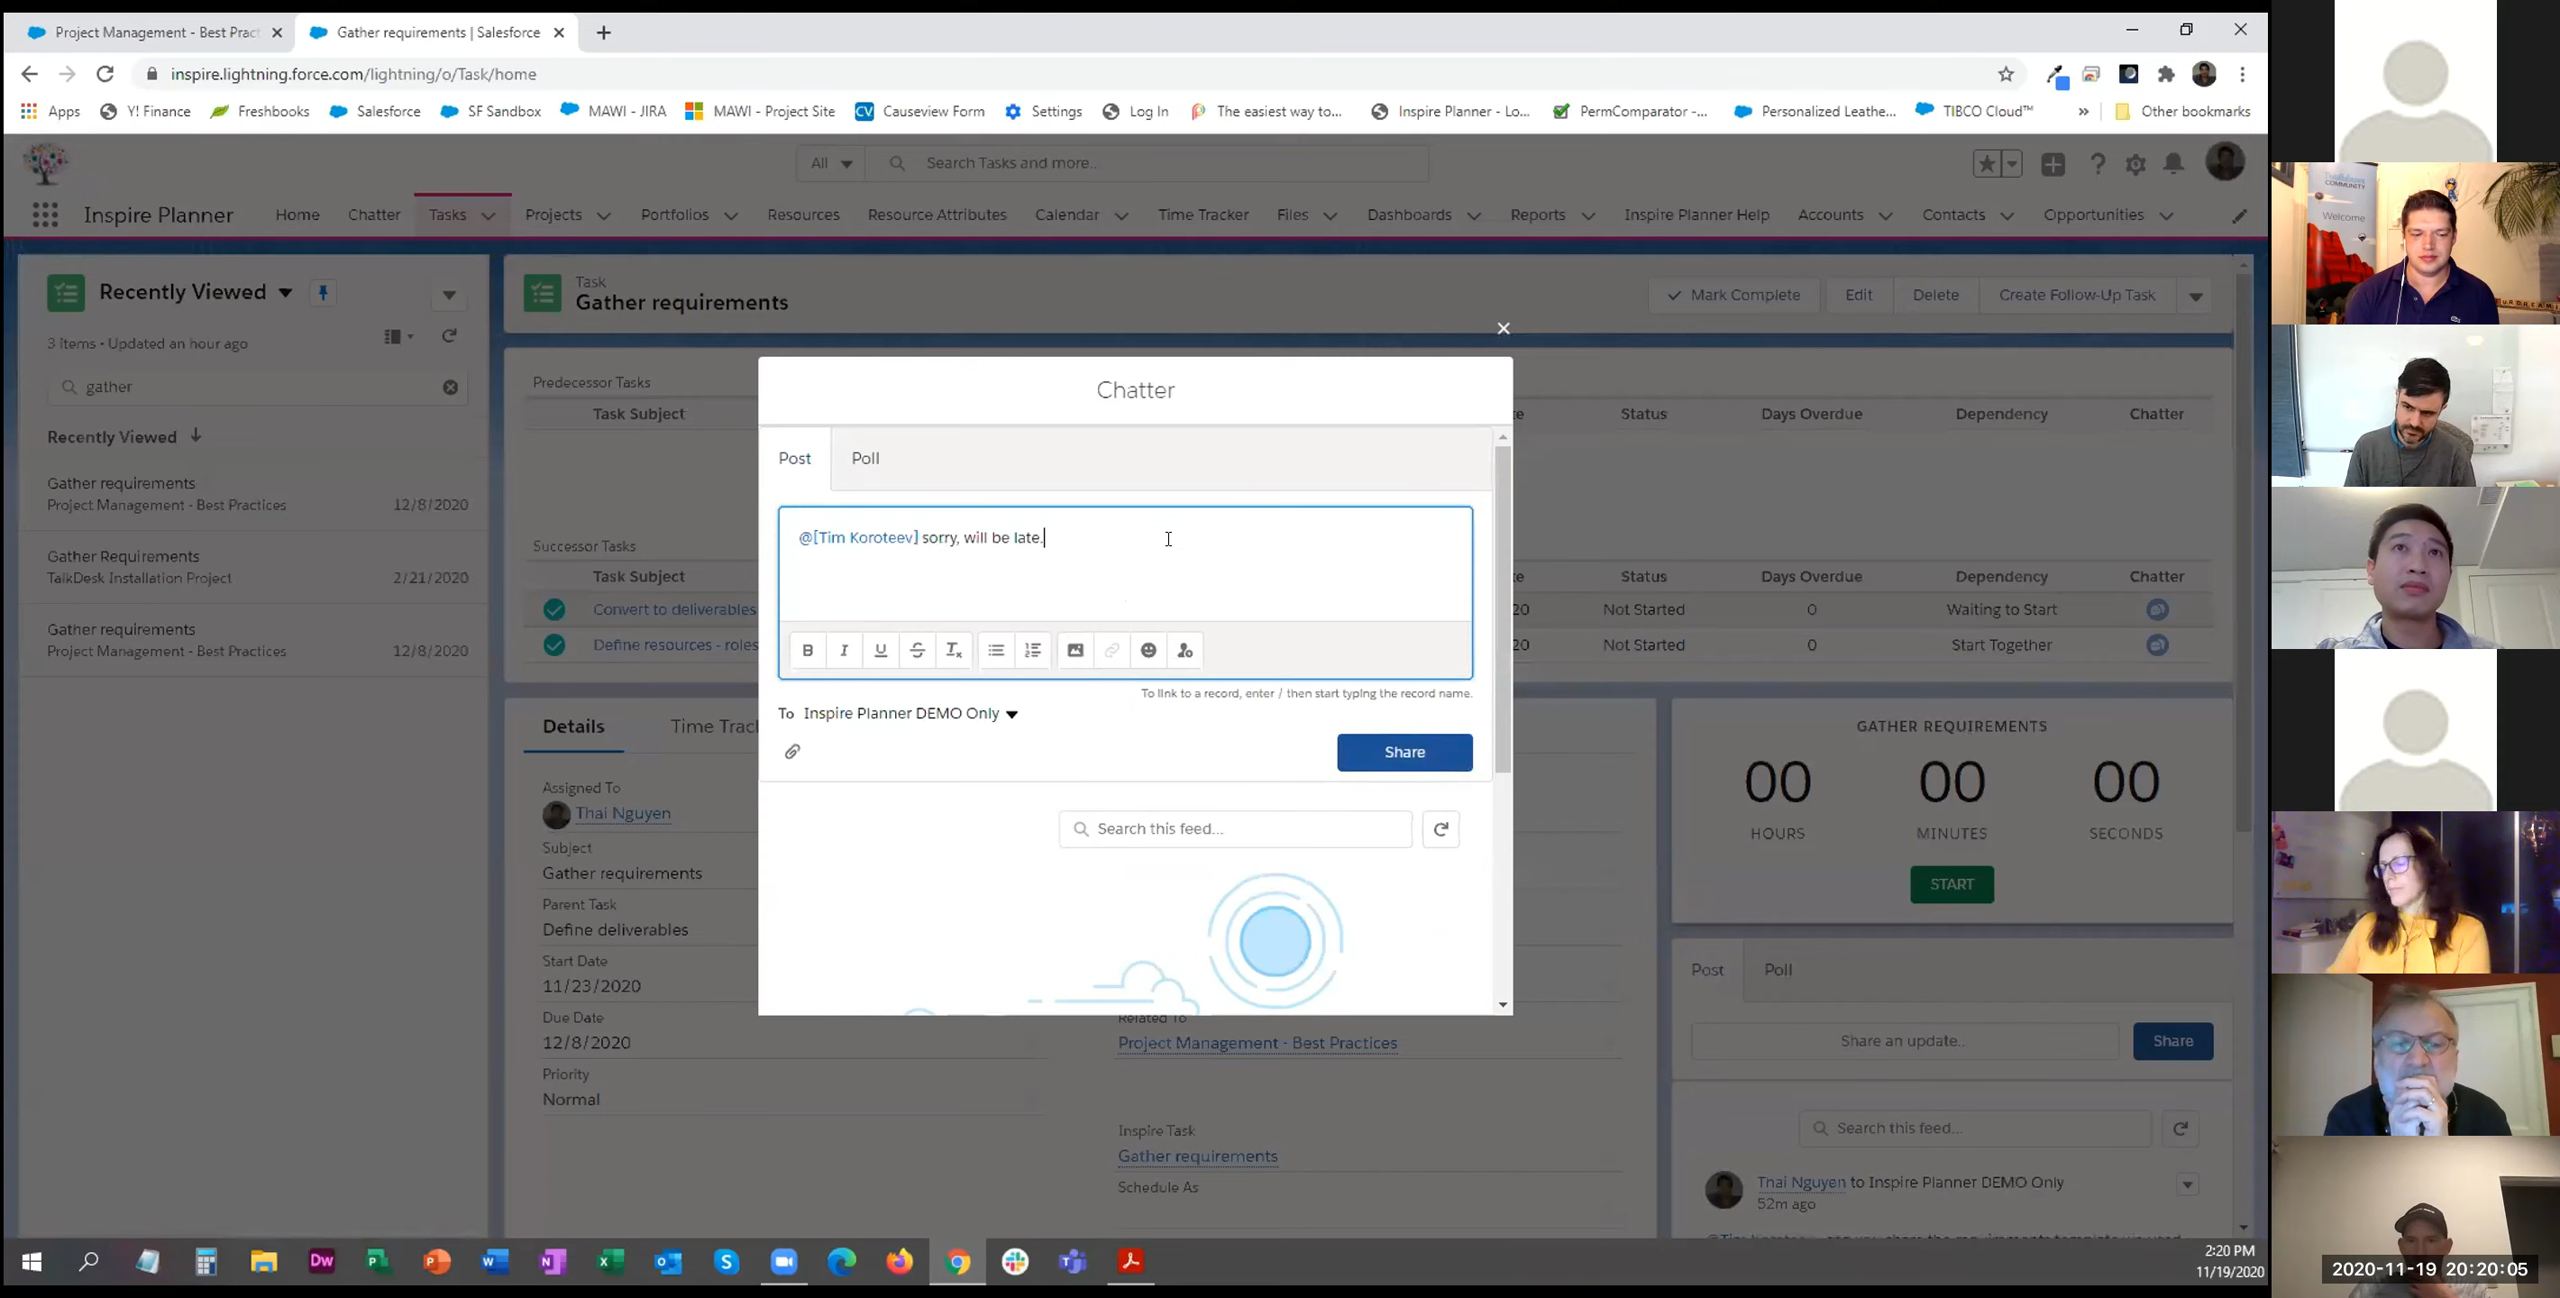 Project Management - Best Pract
Gather requirements | Salesforce
inspire.lightning.force.com/lightning/o/Task/home
Apps Y! Finance Freshbooks Salesforce SF Sandbox MAWI - JIRA MAWI - Project Site CV Causeview Form Settings Log In The easiest way to... Inspire Planner - Lo... PermComparator -... Personalized Leathe... TIBCO Cloud™ » Other bookmarks
All Search Tasks and more..
Inspire Planner Home Chatter Tasks Projects Portfolios Resources Resource Attributes Calendar Time Tracker Files Dashboards Reports Inspire Planner Help Accounts Contacts Opportunities
Recently Viewed
3 items • Updated an hour ago
gather
Recently Viewed
Gather requirements
Project Management - Best Practices 12/8/2020
Gather Requirements
TalkDesk Installation Project 2/21/2020
Gather requirements
Project Management - Best Practices 12/8/2020
Task
Gather requirements
Mark Complete Edit Delete Create Follow-Up Task
Predecessor Tasks
Task Subject Status Days Overdue Dependency Chatter
Successor Tasks
Task Subject Status Days Overdue Dependency Chatter
Convert to deliverables 20 Not Started 0 Waiting to Start
Define resources - roles 20 Not Started 0 Start Together
Chatter
Post Poll
@[Tim Koroteev] sorry, will be late.
B I U S Tx
To link to a record, enter / then start typing the record name.
To Inspire Planner DEMO Only
Share
Search this feed...
Details Time Trac
Assigned To
Thai Nguyen
Subject
Gather requirements
Parent Task
Define deliverables
Start Date
11/23/2020
Due Date
12/8/2020
Priority
Normal
Related To
Project Management - Best Practices
Inspire Task
Gather requirements
Schedule As
GATHER REQUIREMENTS
00 00 00
HOURS MINUTES SECONDS
START
Post Poll
Share an update..
Share
Search this feed...
Thai Nguyen to Inspire Planner DEMO Only
52m ago
COMMUNITY
Welcome
Dw P P W N X O S T
2:20 PM
11/19/2020
2020-11-19 20:20:05